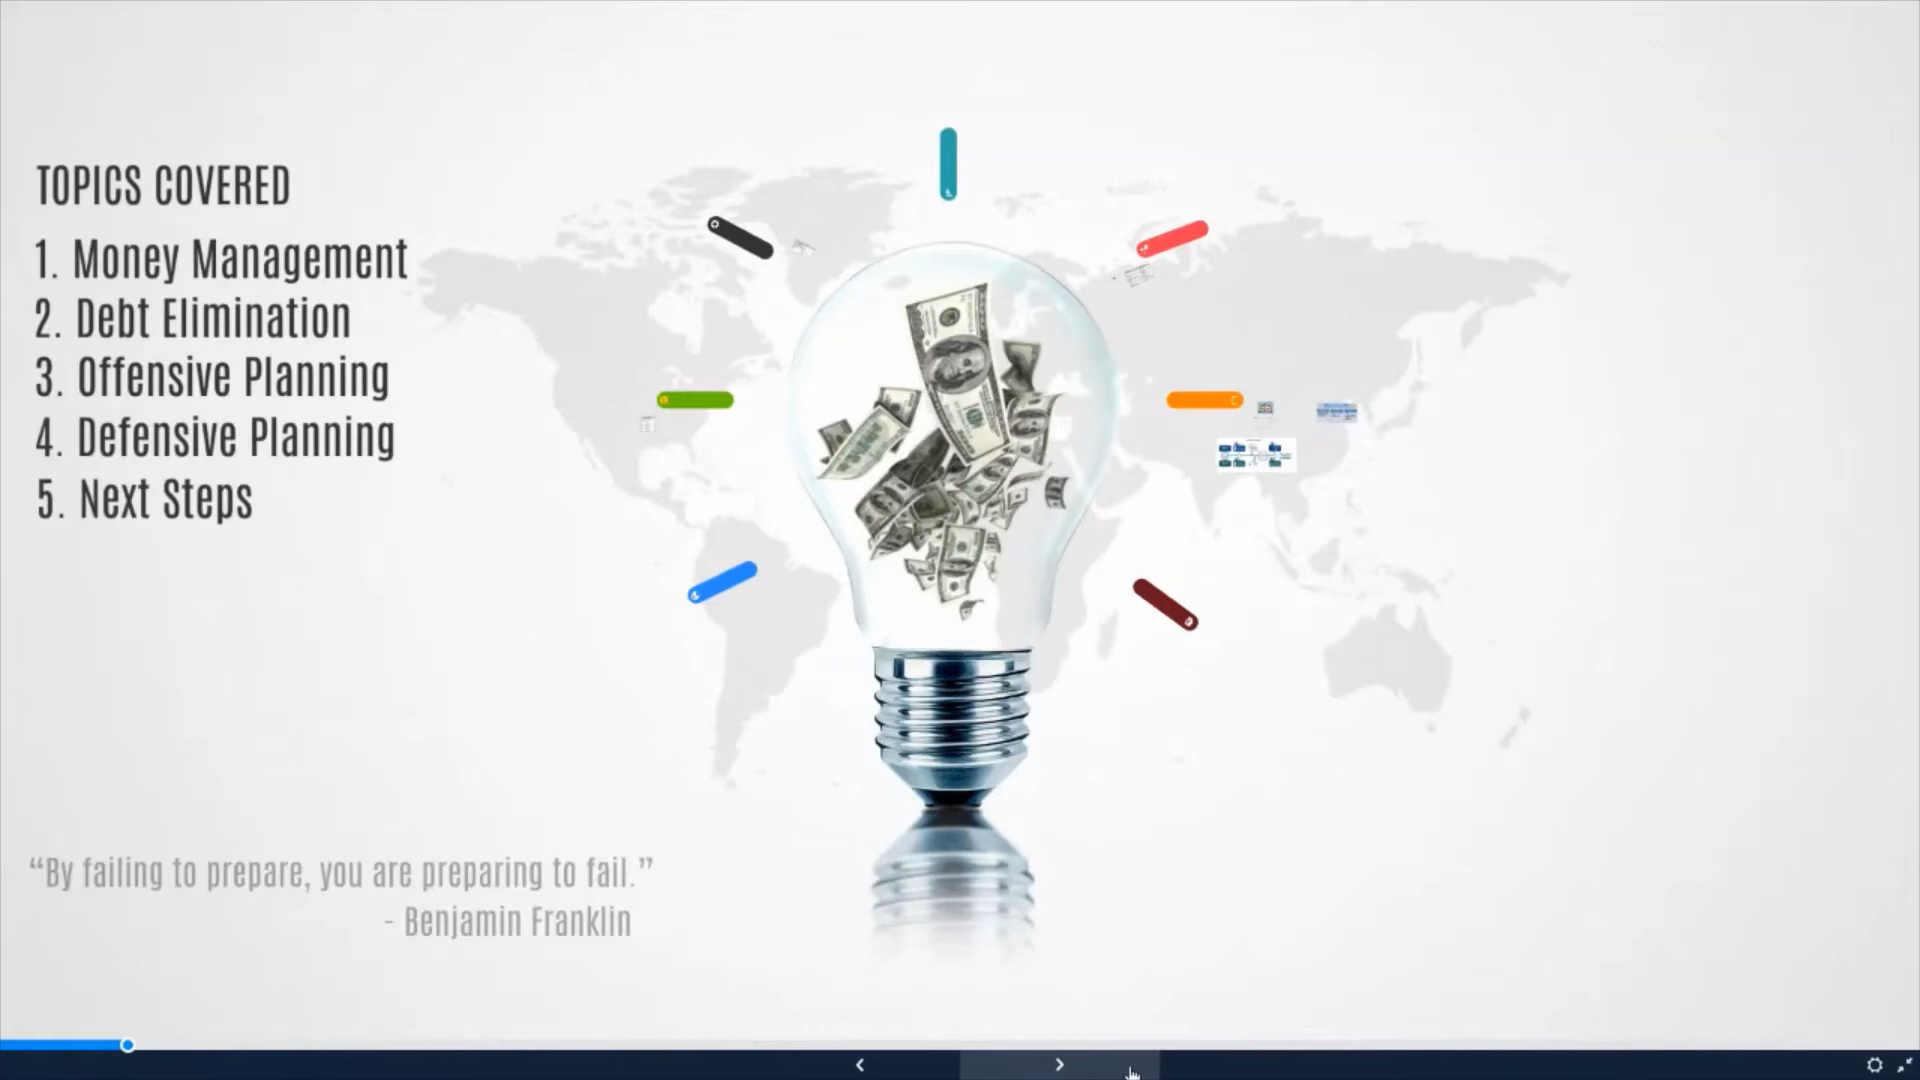 TOPICS COVERED
1. Money Management
2. Debt Elimination
3. Offensive Planning
4. Defensive Planning
5. Next Steps
“By failing to prepare, you are preparing to fail.”
- Benjamin Franklin